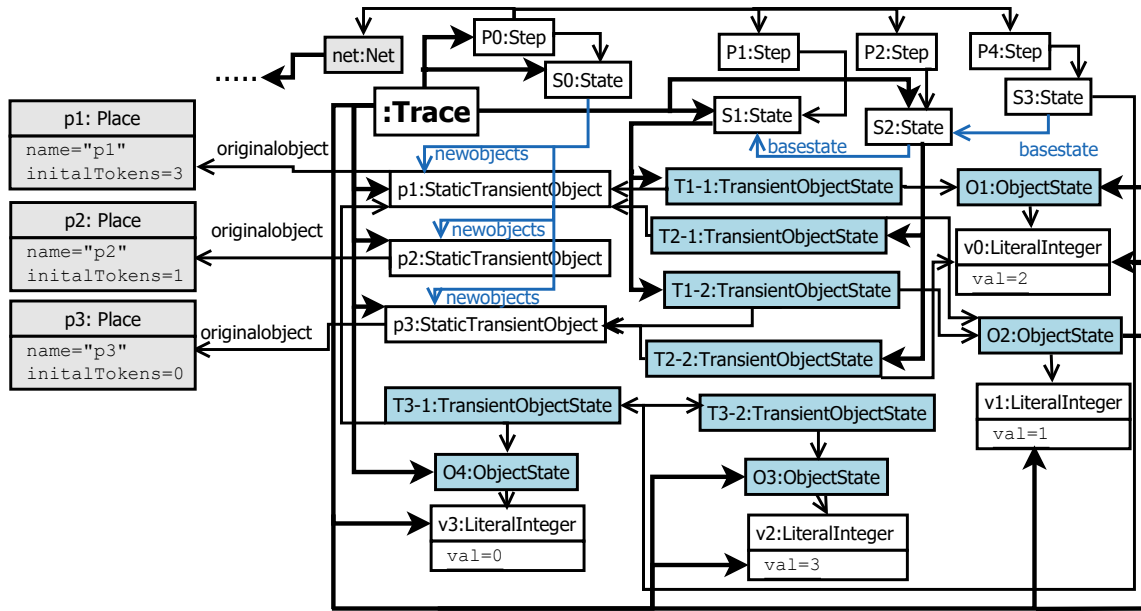 net:Net
P0:Step
P1:Step
P2:Step
P4:Step
S0:State
S1:State
S2:State
S3:State
.....
:Trace
p1: Place
name="p1"
initalTokens=3
originalobject
newobjects
basestate
basestate
p1:StaticTransientObject
T1-1:TransientObjectState
O1:ObjectState
p2: Place
name="p2"
initalTokens=1
originalobject
newobjects
p2:StaticTransientObject
T2-1:TransientObjectState
v0:LiteralInteger
val=2
T1-2:TransientObjectState
newobjects
p3: Place
name="p3"
initalTokens=0
originalobject
p3:StaticTransientObject
O2:ObjectState
T2-2:TransientObjectState
T3-1:TransientObjectState
T3-2:TransientObjectState
v1:LiteralInteger
val=1
O4:ObjectState
O3:ObjectState
v3:LiteralInteger
val=0
v2:LiteralInteger
val=3